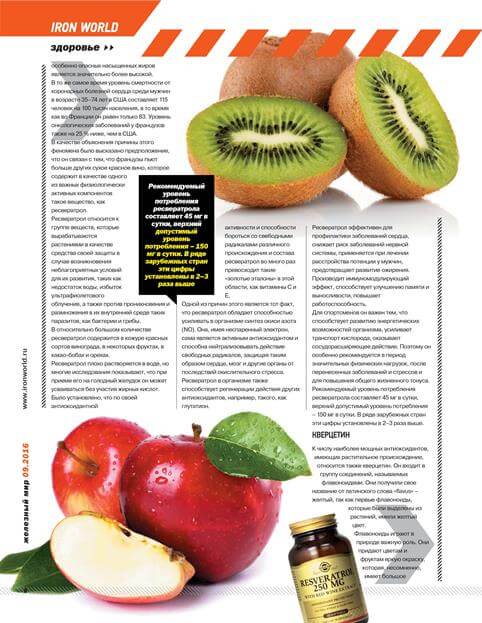 IRON WORLD
здоровье
особенно опасных насыщенных жиров
является значительно более высокой.
В то же самое время уровень смертности от
коронарной болезни сердца среди мужчин
в возрасте 35–74 лет в США составляет 115
человек на 100 тысяч населения, в то время
как во Франции он равен только 83. Уровень
онкологических заболеваний у французов
также на 25 % ниже, чем в США.
В качестве объяснения причины этого
феномена было высказано предположение,
что он связан с тем, что французы пьют
больше других сухое красное вино, которое
содержит в качестве одного
из важных физиологически
активных компонентов
такое вещество, как
ресвератрол.
Ресвератрол относится к
группе веществ, которые
вырабатываются
растениями в качестве
средства своей защиты в
случае возникновения
неблагоприятных условий
для их развития, таких как
недостаток воды, избыток
ультрафиолетового
облучения, а также против проникновения и
размножения в их внутренней среде таких
паразитов, как бактерии и грибы.
В относительно большом количестве
ресвератрол содержится в кожуре красных
сортов винограда, в некоторых фруктах, в
какао-бобах и орехах.
Ресвератрол плохо растворяется в воде, но
многие исследования показывают, что при
приеме его на голодный желудок он может
усваиваться без участия жирных кислот.
Было установлено, что по своей
антиоксидантной
Рекомендуемый
уровень
потребления
ресвератрола
составляет 45 мг в
сутки, верхний
допустимый
уровень
потребления – 150
мг в сутки. В ряде
зарубежных стран
эти цифры
установлены в 2–3
раза выше
активности и способности
бороться со свободными
радикалами различного
происхождения и состава
ресвератрол во много раз
превосходит такие
«золотые эталоны» в этой
области, как витамины С и
Е.
Одной из причин этого является тот факт,
что ресвератрол обладает способностью
усиливать в организме синтез окиси азота
(NO). Она, имея неспаренный электрон,
сама является активным антиоксидантом и
способна нейтрализовывать действие
свободных радикалов, защищая таким
образом сердце, мозг и другие органы от
последствий окислительного стресса.
Ресвератрол в организме также
способствует регенерации действия других
антиоксидантов, например, такого, как
глутатион.
Ресвератрол эффективен для
профилактики заболеваний сердца,
снижает риск заболеваний нервной
системы, применяется при лечении
расстройства потенции у мужчин,
предотвращает развитие ожирения.
Производит иммуномодулирующий
эффект, способствует улучшению памяти и
выносливости, повышает
работоспособность.
Для спортсменов он важен тем, что
способствует развитию энергетических
возможностей организма, усиливает
транспорт кислорода, оказывает
сосудорасширяющее действие. Поэтому он
особенно рекомендуется в период
значительных физических нагрузок, после
перенесенных заболеваний и стрессов и
для повышения общего жизненного тонуса.
Рекомендуемый уровень потребления
ресвератрола составляет 45 мг в сутки,
верхний допустимый уровень потребления
– 150 мг в сутки. В ряде зарубежных стран
эти цифры установлены в 2–3 раза выше.
КВЕРЦЕТИН
К числу наиболее мощных антиоксидантов,
имеющих растительное происхождение,
относится также кверцетин. Он входит в
группу соединений, называемых
флавоноидами. Они получили свое
название от латинского слова «flavus» –
желтый, так как первые флавоноиды,
которые были выделены из
растений, имели желтый
цвет.
Флавоноиды играют в
природе важную роль. Они
придают цветам и
фруктам яркую окраску,
которая, несомненно,
имеет большое
www.ironworld.ru
железный мир 09.2016
SOLGAR
RESVERATROL
250 MG
WITH RED WINE EXTRACT